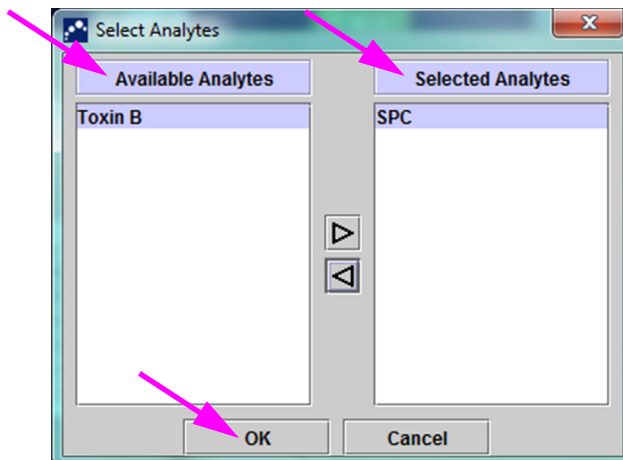 Select Analytes
Available Analytes
Selected Analytes
Toxin B
SPC
OK
Cancel